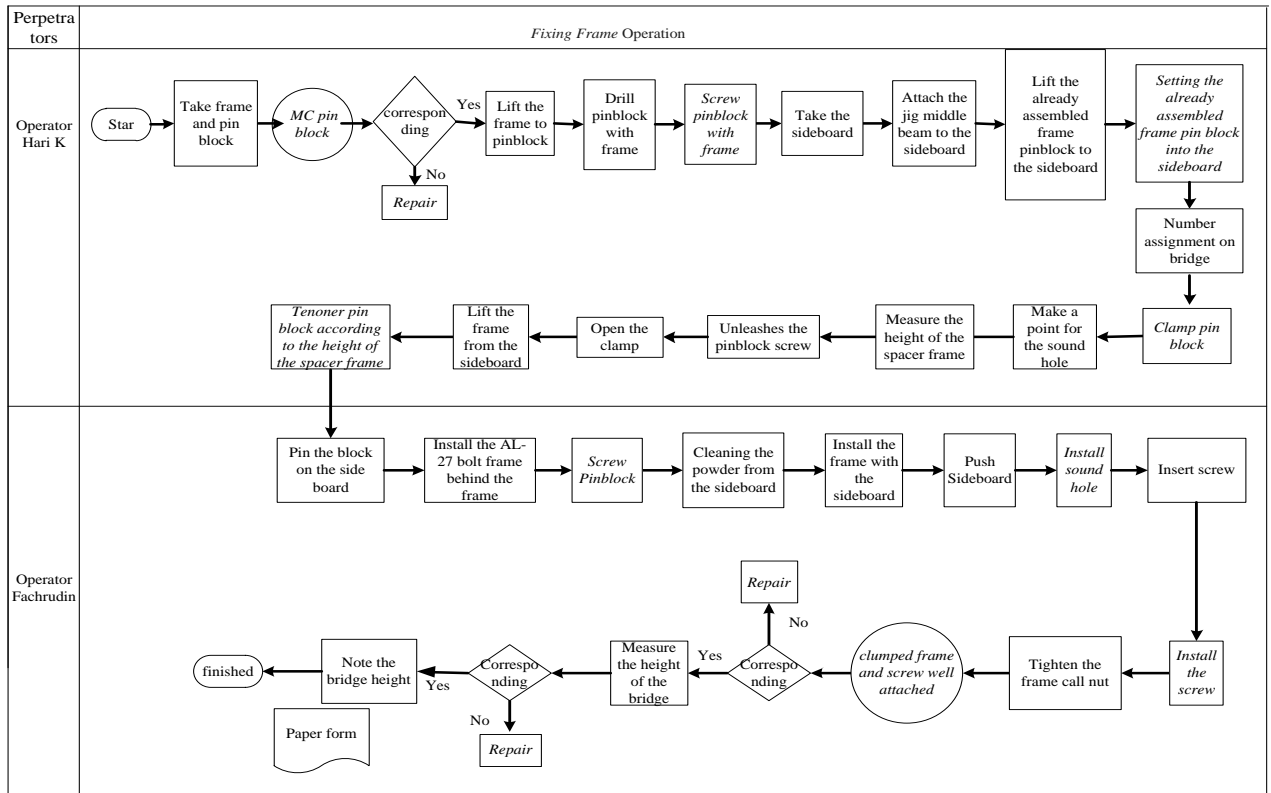 Perpetra
tors
Fixing Frame Operation
Operator
Hari K
Star
Take frame
and pin
block
MC pin
block
correspon
ding
Yes
No
Repair
Lift the
frame to
pinblock
Drill
pinblock
with
frame
Screw
pinblock
with
frame
Take the
sideboard
Attach the
jig middle
beam to the
sideboard
Lift the
already
assembled
frame
pinblock to
the sideboard
Setting the
already
assembled
frame pin block
into the
sideboard
Number
assignment on
bridge
Clamp pin
block
Make a
point for
the sound
hole
Measure the
height of the
spacer frame
Unleashes the
pinblock screw
Open the
clamp
Lift the
frame
from the
sideboard
Tenoner pin
block according
to the height of
the spacer frame
Operator
Fachrudin
Pin the block
on the side
board
Install the AL-
27 bolt frame
behind the
frame
Screw
Pinblock
Cleaning the
powder from
the sideboard
Install the
frame with
the
sideboard
Push
Sideboard
Install
sound
hole
Insert screw
Install
the
screw
Tighten the
frame call nut
clumped frame
and screw well
attached
Correspo
nding
No
Repair
Yes
Measure
the height
of the
bridge
Correspo
nding
No
Repair
Yes
Note the
bridge height
Paper form
finished